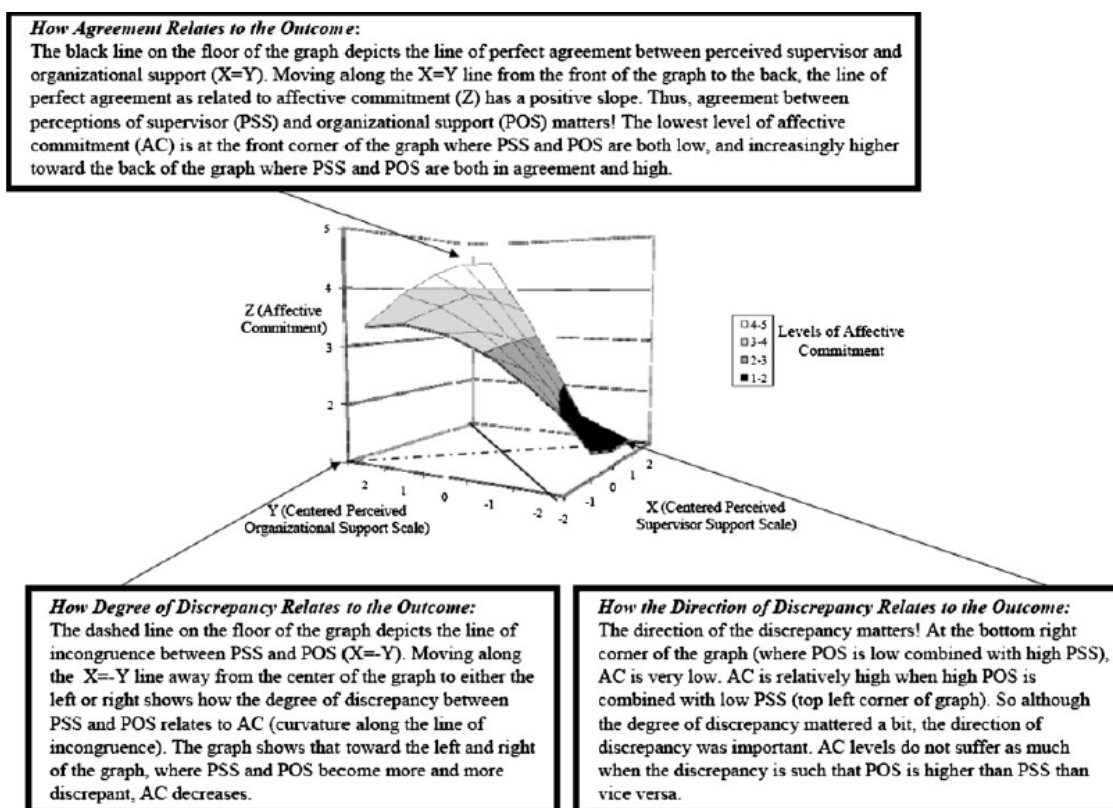 How Agreement Relates to the Outcome:
The black line on the floor of the graph depicts the line of perfect agreement between perceived supervisor and
organizational support (X=Y). Moving along the X=Y line from the front of the graph to the back, the line of
perfect agreement as related to affective commitment (Z) has a positive slope. Thus, agreement between
perceptions of supervisor (PSS) and organizational support (POS) matters! The lowest level of affective
commitment (AC) is at the front corner of the graph where PSS and POS are both low, and increasingly higher
toward the back of the graph where PSS and POS are both in agreement and high.
5
4
3
2
Z (Affective
Commitment)
4-5
3-4
2-3
1-2
Levels of Affective
Commitment
2
1
0
-1
-2
Y (Centered Perceived
Organizational Support Scale)
-2
-1
0
1
2
X (Centered Perceived
Supervisor Support Scale)
How Degree of Discrepancy Relates to the Outcome:
The dashed line on the floor of the graph depicts the line of
incongruence between PSS and POS (X=-Y). Moving along
the X=-Y line away from the center of the graph to either the
left or right shows how the degree of discrepancy between
PSS and POS relates to AC (curvature along the line of
incongruence). The graph shows that toward the left and right
of the graph, where PSS and POS become more and more
discrepant, AC decreases.
How the Direction of Discrepancy Relates to the Outcome:
The direction of the discrepancy matters! At the bottom right
corner of the graph (where POS is low combined with high PSS),
AC is very low. AC is relatively high when high POS is
combined with low PSS (top left corner of graph). So although
the degree of discrepancy mattered a bit, the direction of
discrepancy was important. AC levels do not suffer as much
when the discrepancy is such that POS is higher than PSS than
vice versa.